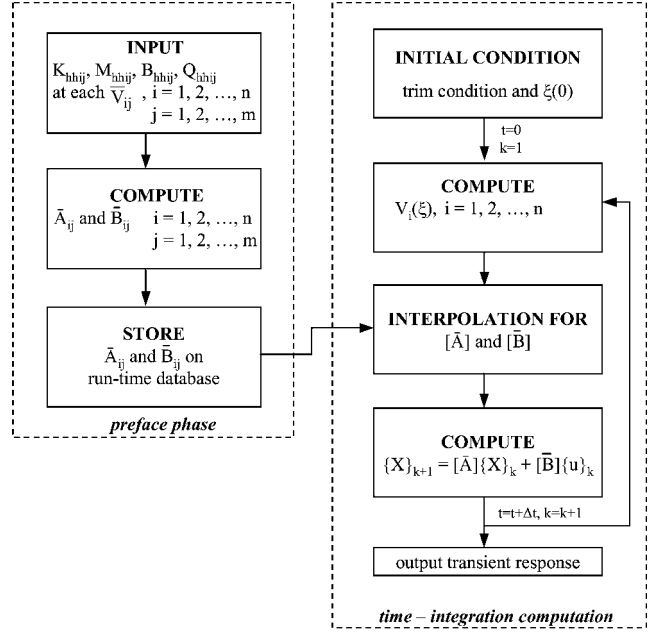 INPUT
K_hhij, M_hhij, B_hhij, Q_hhij
at each V̅_ij , i = 1, 2, …, n
j = 1, 2, …, m
COMPUTE
Ā_ij and B̄_ij i = 1, 2, …, n
j = 1, 2, …, m
STORE
Ā_ij and B̄_ij on
run-time database
preface phase
INITIAL CONDITION
trim condition and ξ(0)
t=0
k=1
COMPUTE
V_i(ξ), i = 1, 2, …, n
INTERPOLATION FOR
[Ā] and [B̄]
COMPUTE
{X}_k+1 = [Ā]{X}_k + [B̄]{u}_k
t=t+Δt, k=k+1
output transient response
time – integration computation